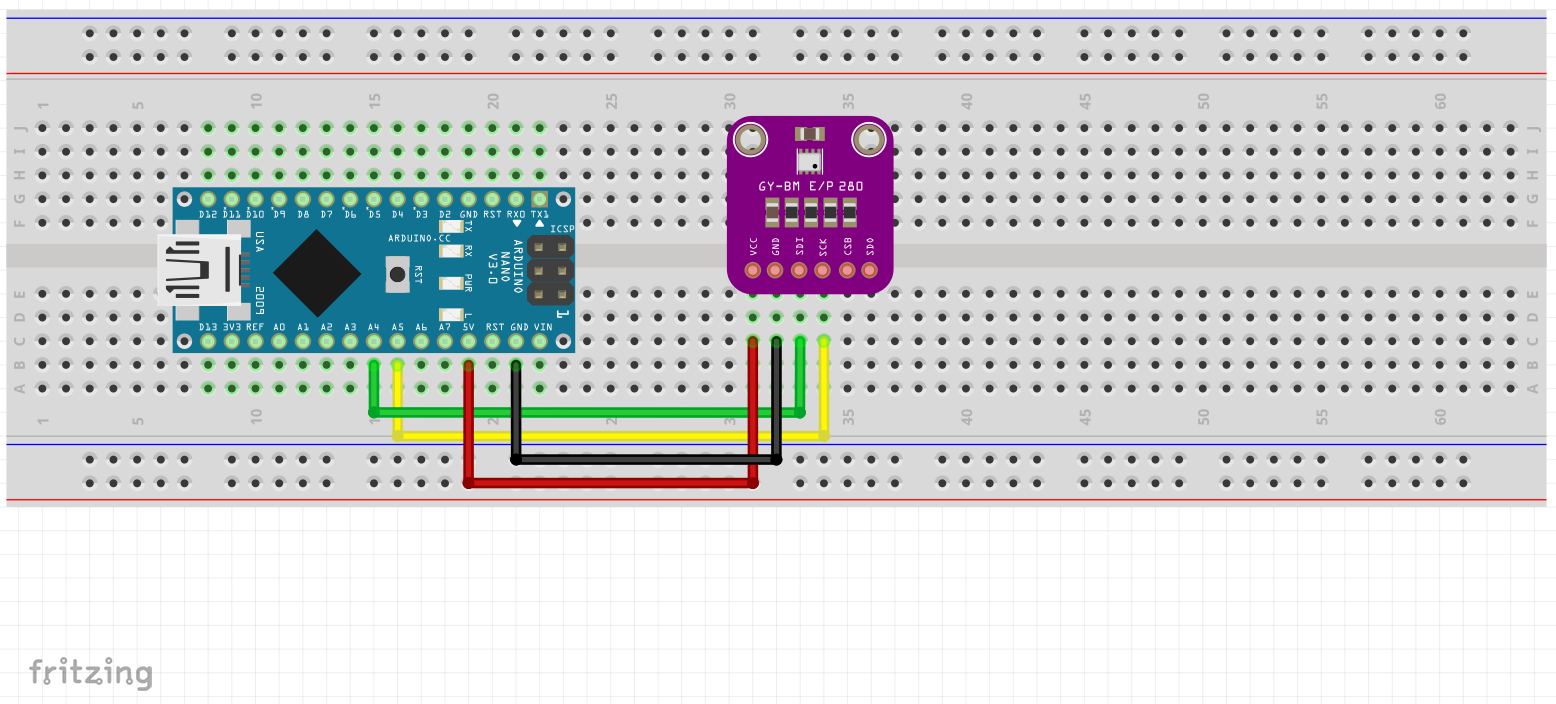 1 5 10 15 20 25 30 35 40 45 50 55 60
J J
I I
H H
G G
F F
D12 D11 D10 D9 D8 D7 D6 D5 D4 D3 D2 GND RST RX0 TX1
TX
ICSP
ARDUINO.CC
RX
USA
ARDUINO
NANO
V3.0
RST
PWR
2009
L
1
D13 3V3 REF A0 A1 A2 A3 A4 A5 A6 A7 5V RST GND VIN
GY-BM E/P 280
VCC GND SDI SCK CSB SDO
E E
D D
C C
B B
A A
1 5 10 15 2 3 35 40 45 50 55 60
fritzing